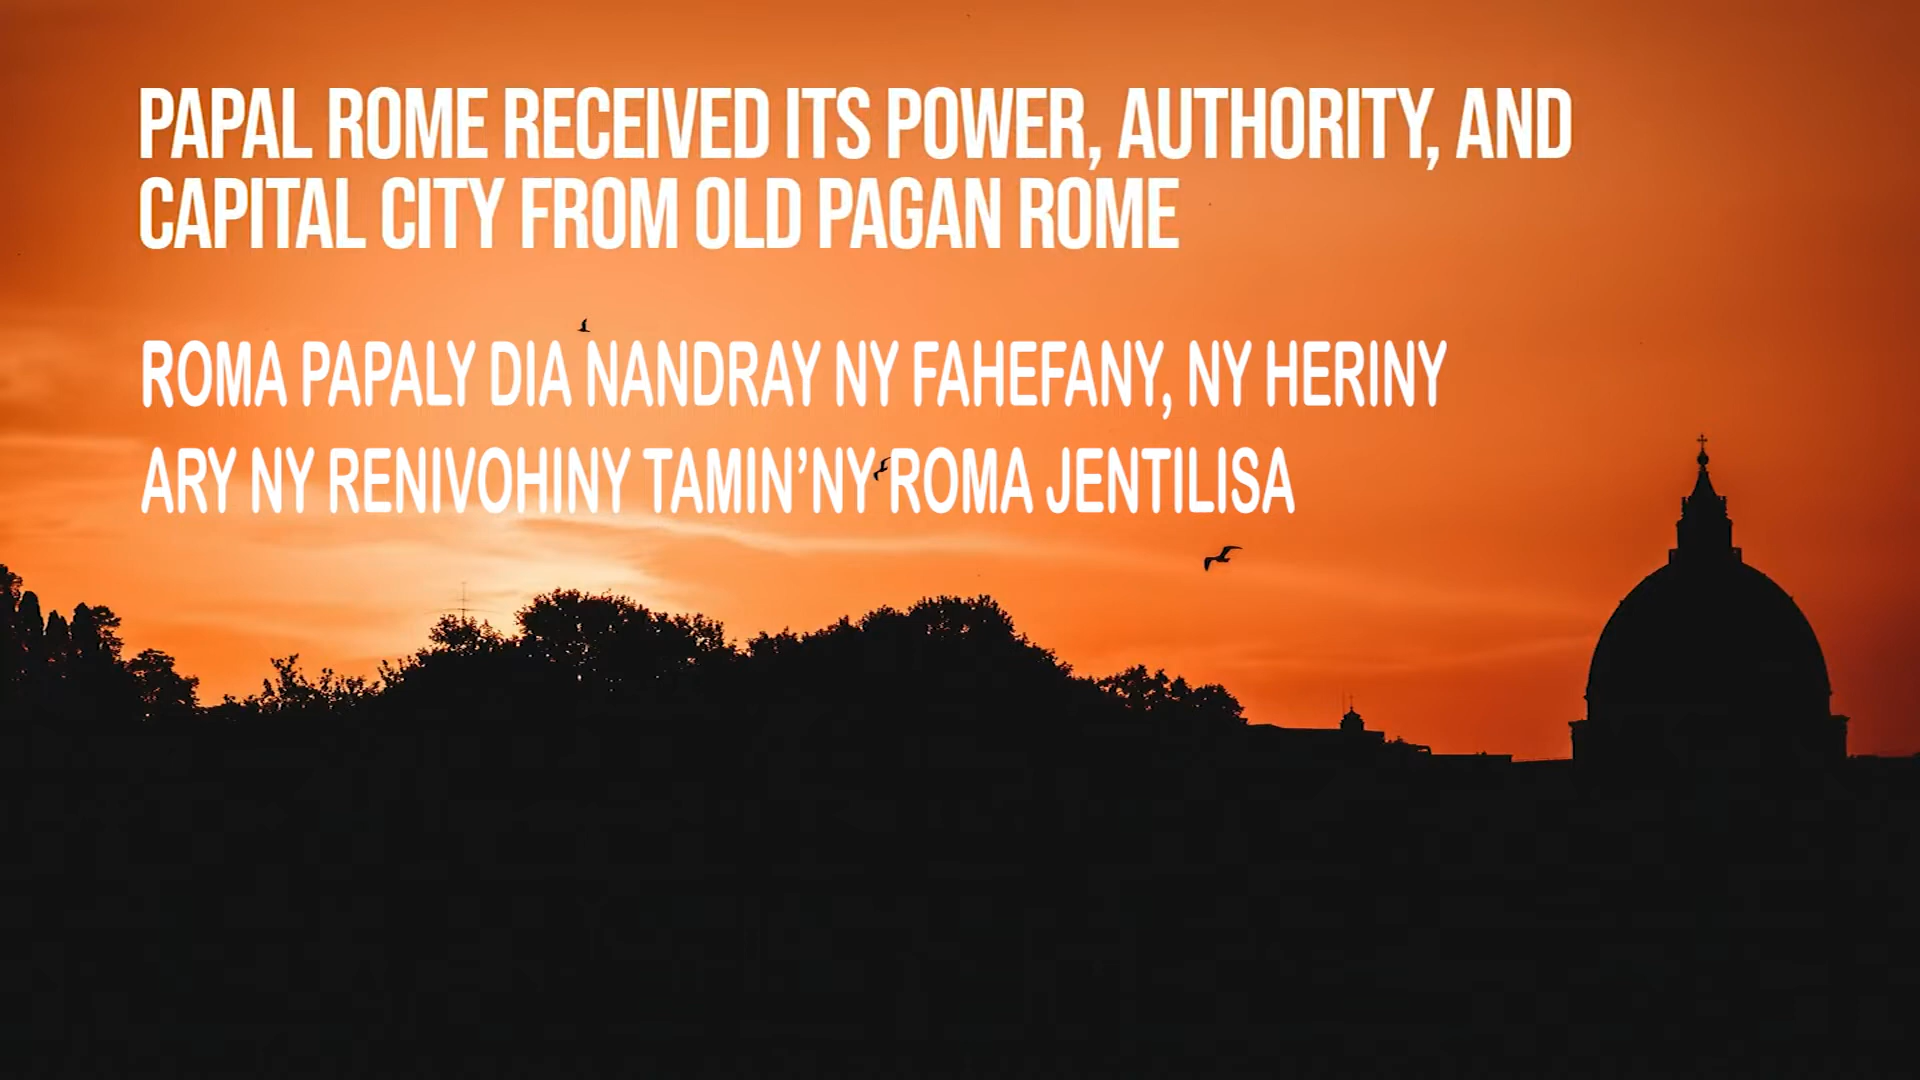 PAPAL ROME RECEIVED ITS POWER, AUTHORITY, AND
CAPITAL CITY FROM OLD PAGAN ROME
ROMA PAPALY DIA NANDRAY NY FAHEFANY, NY HERINY
ARY NY RENIVOHINY TAMIN’NY ROMA JENTILISA